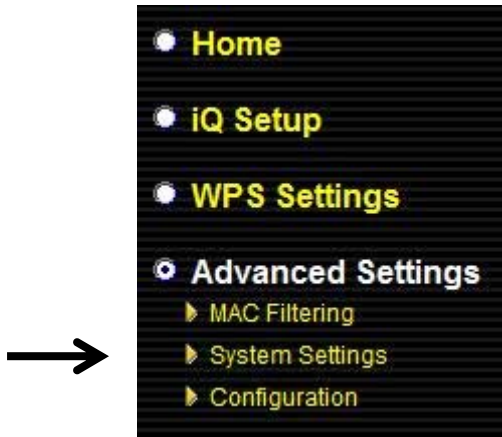 Home
iQ Setup
WPS Settings
Advanced Settings
MAC Filtering
System Settings
Configuration